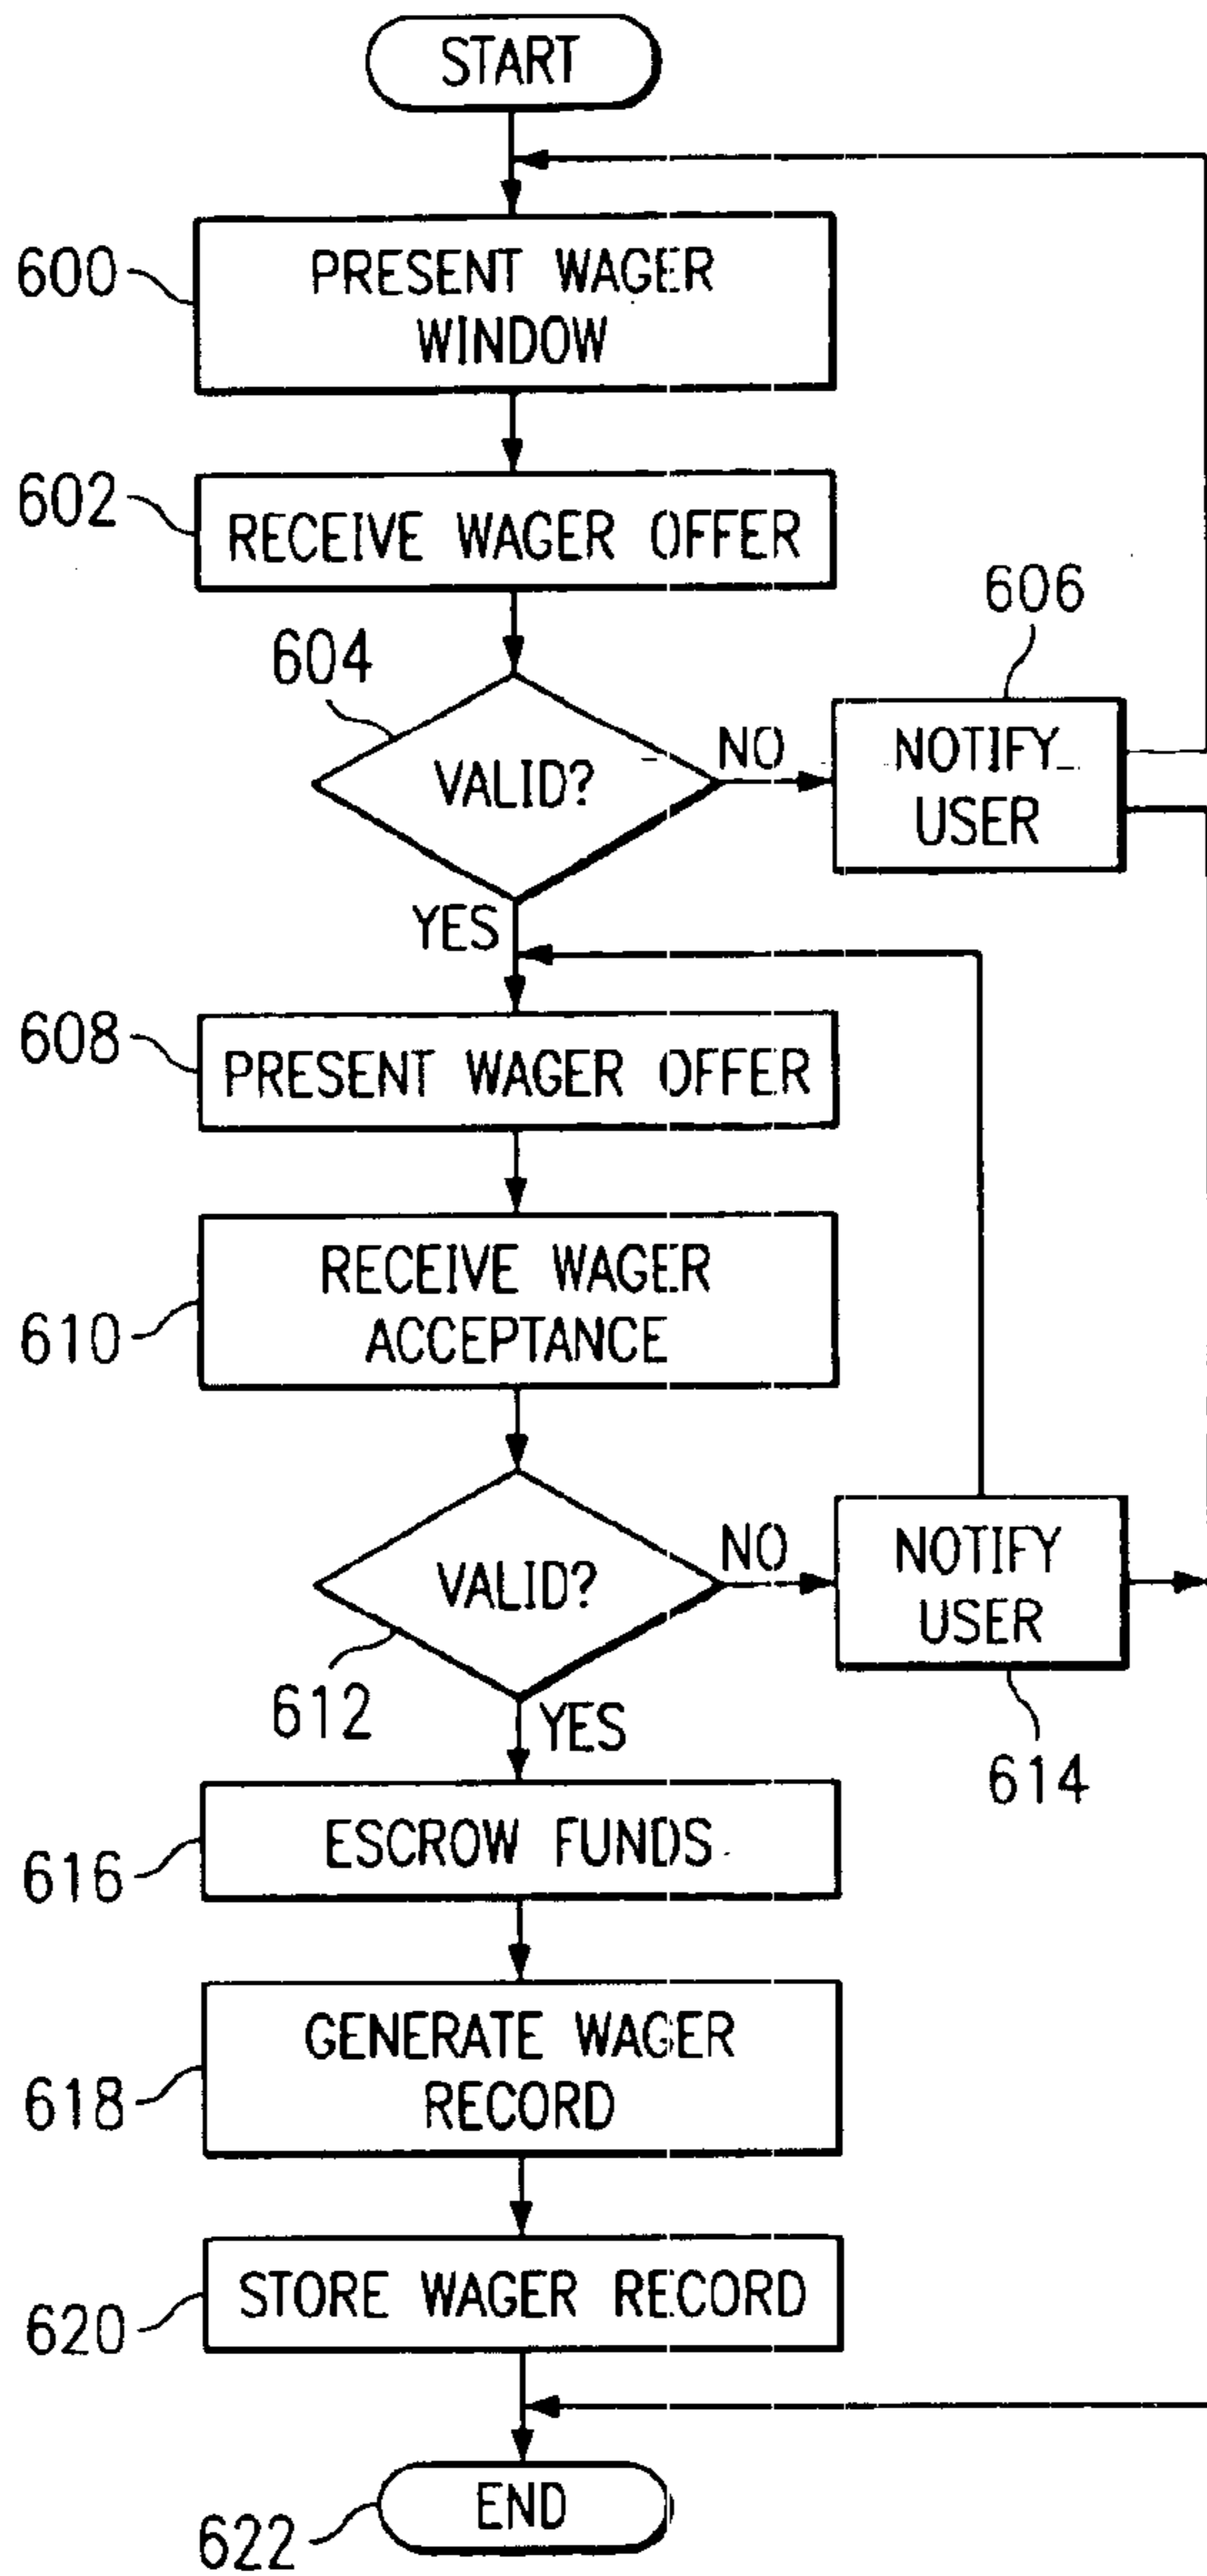 START
600
PRESENT WAGER
WINDOW
602
RECEIVE WAGER OFFER
604
VALID?
NO
606
NOTIFY
USER
YES
608
PRESENT WAGER OFFER
610
RECEIVE WAGER
ACCEPTANCE
612
VALID?
NO
NOTIFY
USER
614
YES
616
ESCROW FUNDS
618
GENERATE WAGER
RECORD
620
STORE WAGER RECORD
622
END